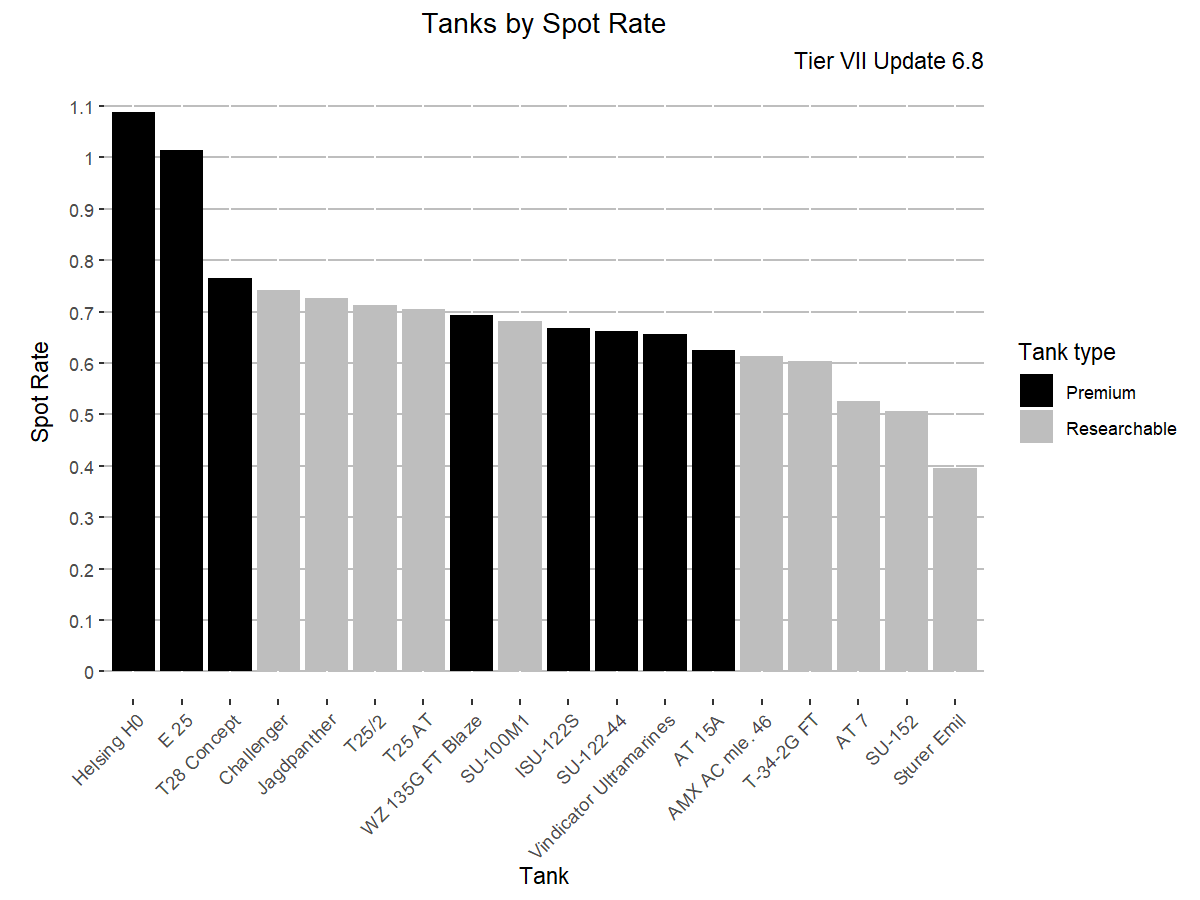 Tanks by Spot Rate
Tier VII Update 6.8
1.1
1
0.9
0.8
0.7
0.6
0.5
0.4
0.3
0.2
0.1
0
Spot Rate
Helsing H0
E 25
T28 Concept
Challenger
Jagdpanther
T25/2
T25 AT
WZ 135G FT Blaze
SU-100M1
ISU-122S
SU-122-44
Vindicator Ultramarines
AT 15A
AMX AC mle. 46
T-34-2G FT
AT 7
SU-152
Sturer Emil
Tank
Tank type
Premium
Researchable